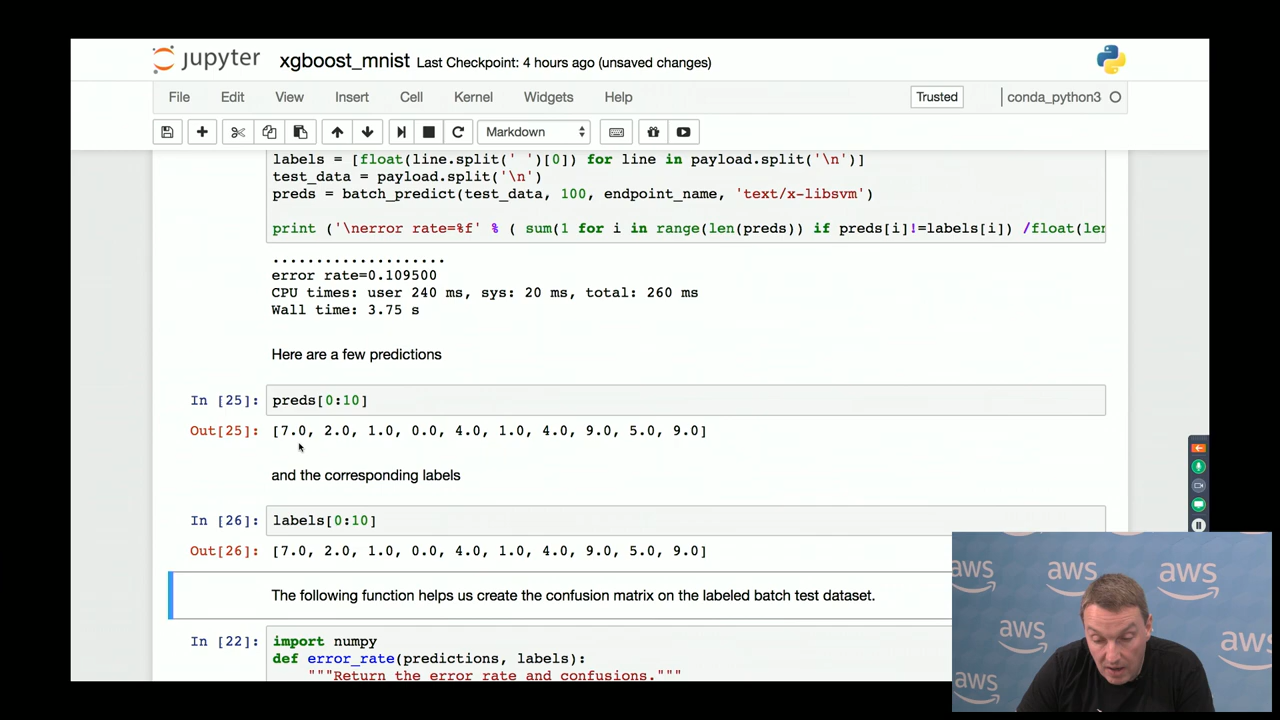 jupyter xgboost_mnist Last Checkpoint: 4 hours ago (unsaved changes)
File Edit View Insert Cell Kernel Widgets Help Trusted conda_python3
Markdown
labels = [float(line.split(' ')[0]) for line in payload.split('\n')]
test_data = payload.split('\n')
preds = batch_predict(test_data, 100, endpoint_name, 'text/x-libsvm')
print ('\nerror rate=%f' % ( sum(1 for i in range(len(preds)) if preds[i]!=labels[i]) /float(len
....................
error rate=0.109500
CPU times: user 240 ms, sys: 20 ms, total: 260 ms
Wall time: 3.75 s
Here are a few predictions
In [25]: preds[0:10]
Out[25]: [7.0, 2.0, 1.0, 0.0, 4.0, 1.0, 4.0, 9.0, 5.0, 9.0]
and the corresponding labels
In [26]: labels[0:10]
Out[26]: [7.0, 2.0, 1.0, 0.0, 4.0, 1.0, 4.0, 9.0, 5.0, 9.0]
The following function helps us create the confusion matrix on the labeled batch test dataset.
In [22]: import numpy
def error_rate(predictions, labels):
"""Return the error rate and confusions."""
aws aws aws
aws aws
aws